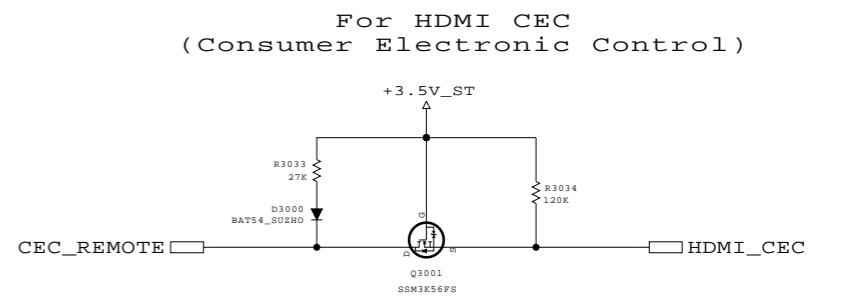 For HDMI CEC
(Consumer Electronic Control)
+3.5V_ST
R3033
27K
R3034
120K
D3000
BAT54_SUZHO
G
CEC_REMOTE
D
S
HDMI_CEC
Q3001
SSM3K56FS